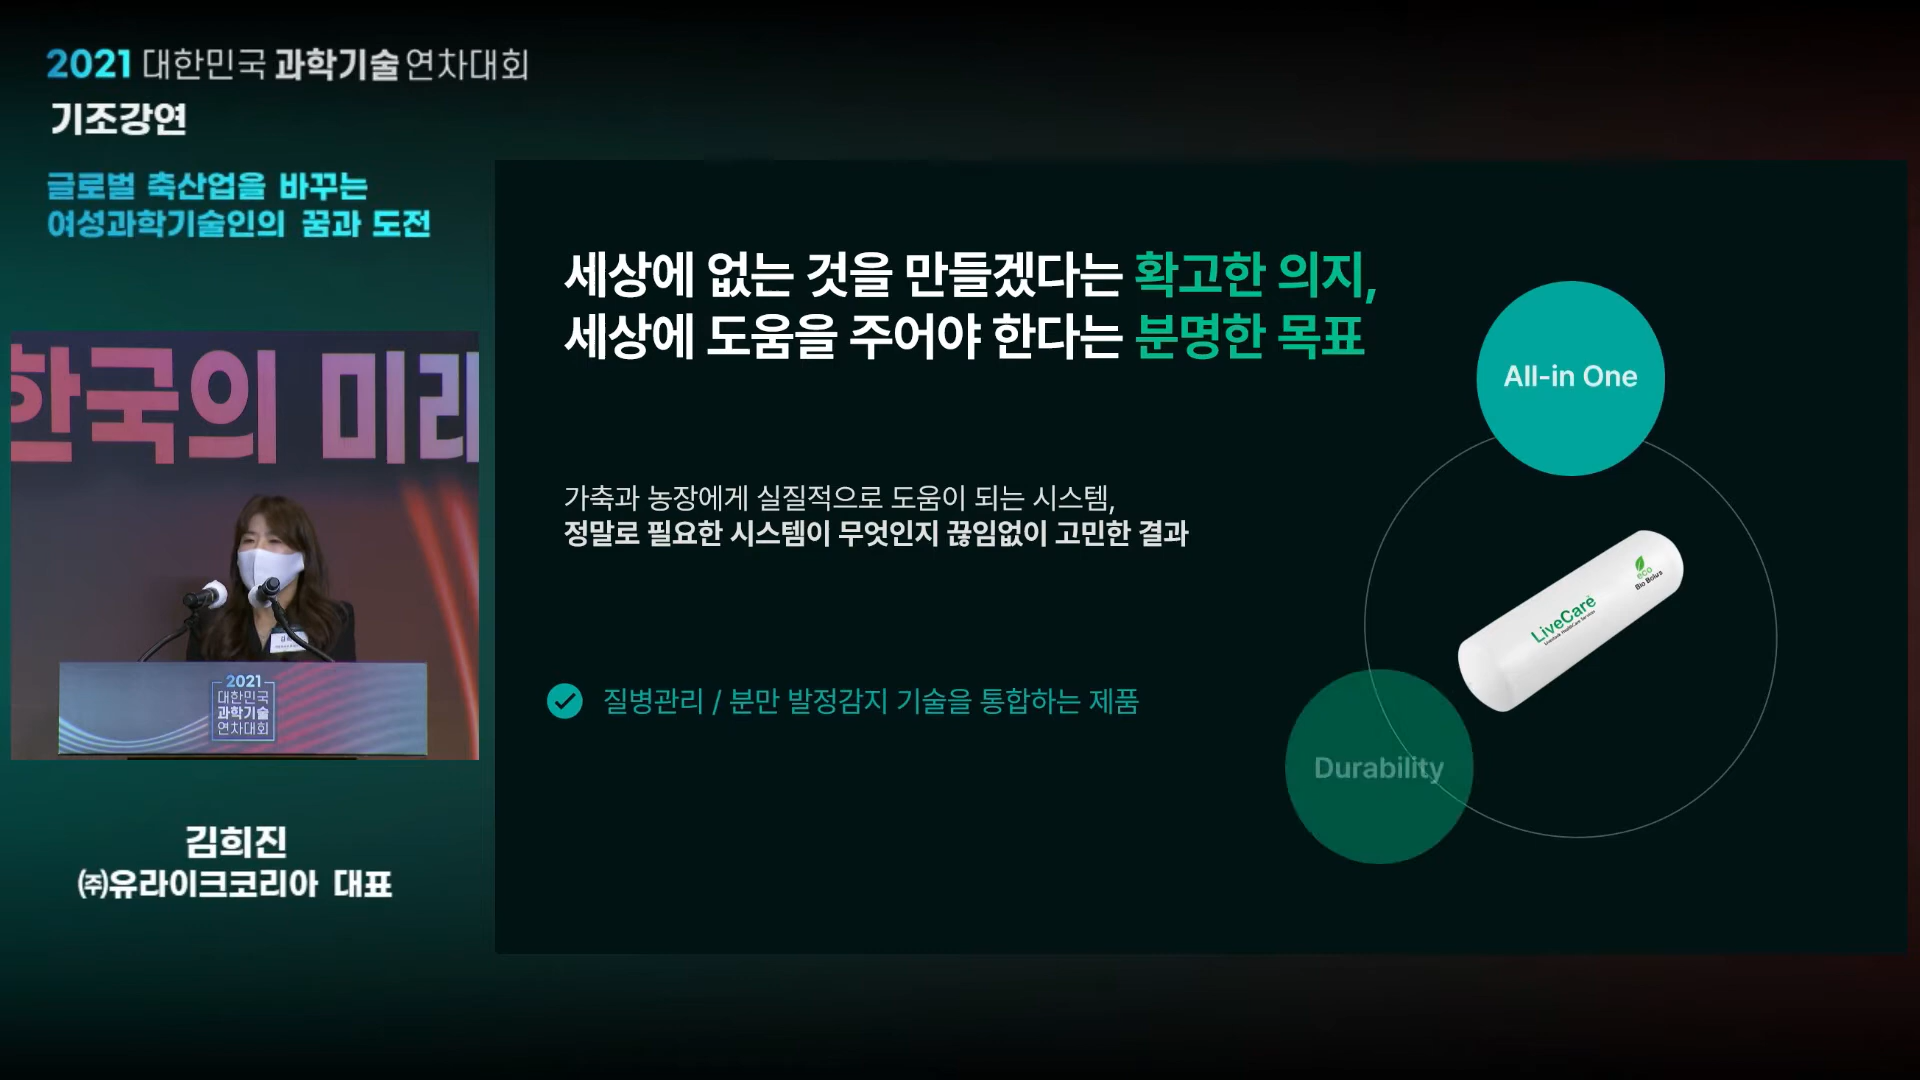 2021 대한민국 과학기술 연차대회
기조강연
글로벌 축산업을 바꾸는
여성과학기술인의 꿈과 도전
한국의 미래
2021
대한민국
과학기술
연차대회
김희진
㈜유라이크코리아 대표
세상에 없는 것을 만들겠다는 확고한 의지,
세상에 도움을 주어야 한다는 분명한 목표
가축과 농장에게 실질적으로 도움이 되는 시스템,
정말로 필요한 시스템이 무엇인지 끊임없이 고민한 결과
질병관리 / 분만 발정감지 기술을 통합하는 제품
All-in One
eco
Bio Bolus
LiveCare
Durability